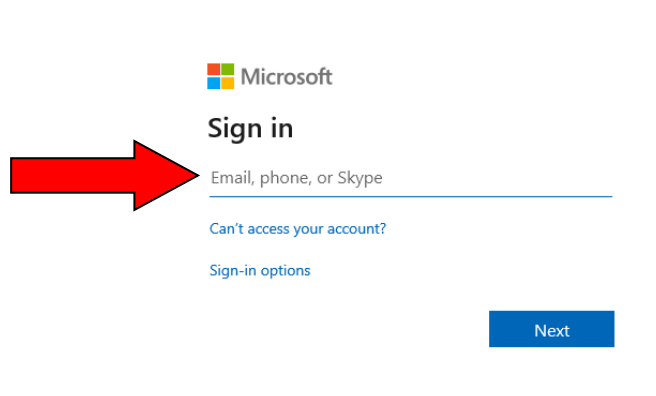 Microsoft
Sign in
Email, phone, or Skype
Can't access your account?
Sign-in options
Next